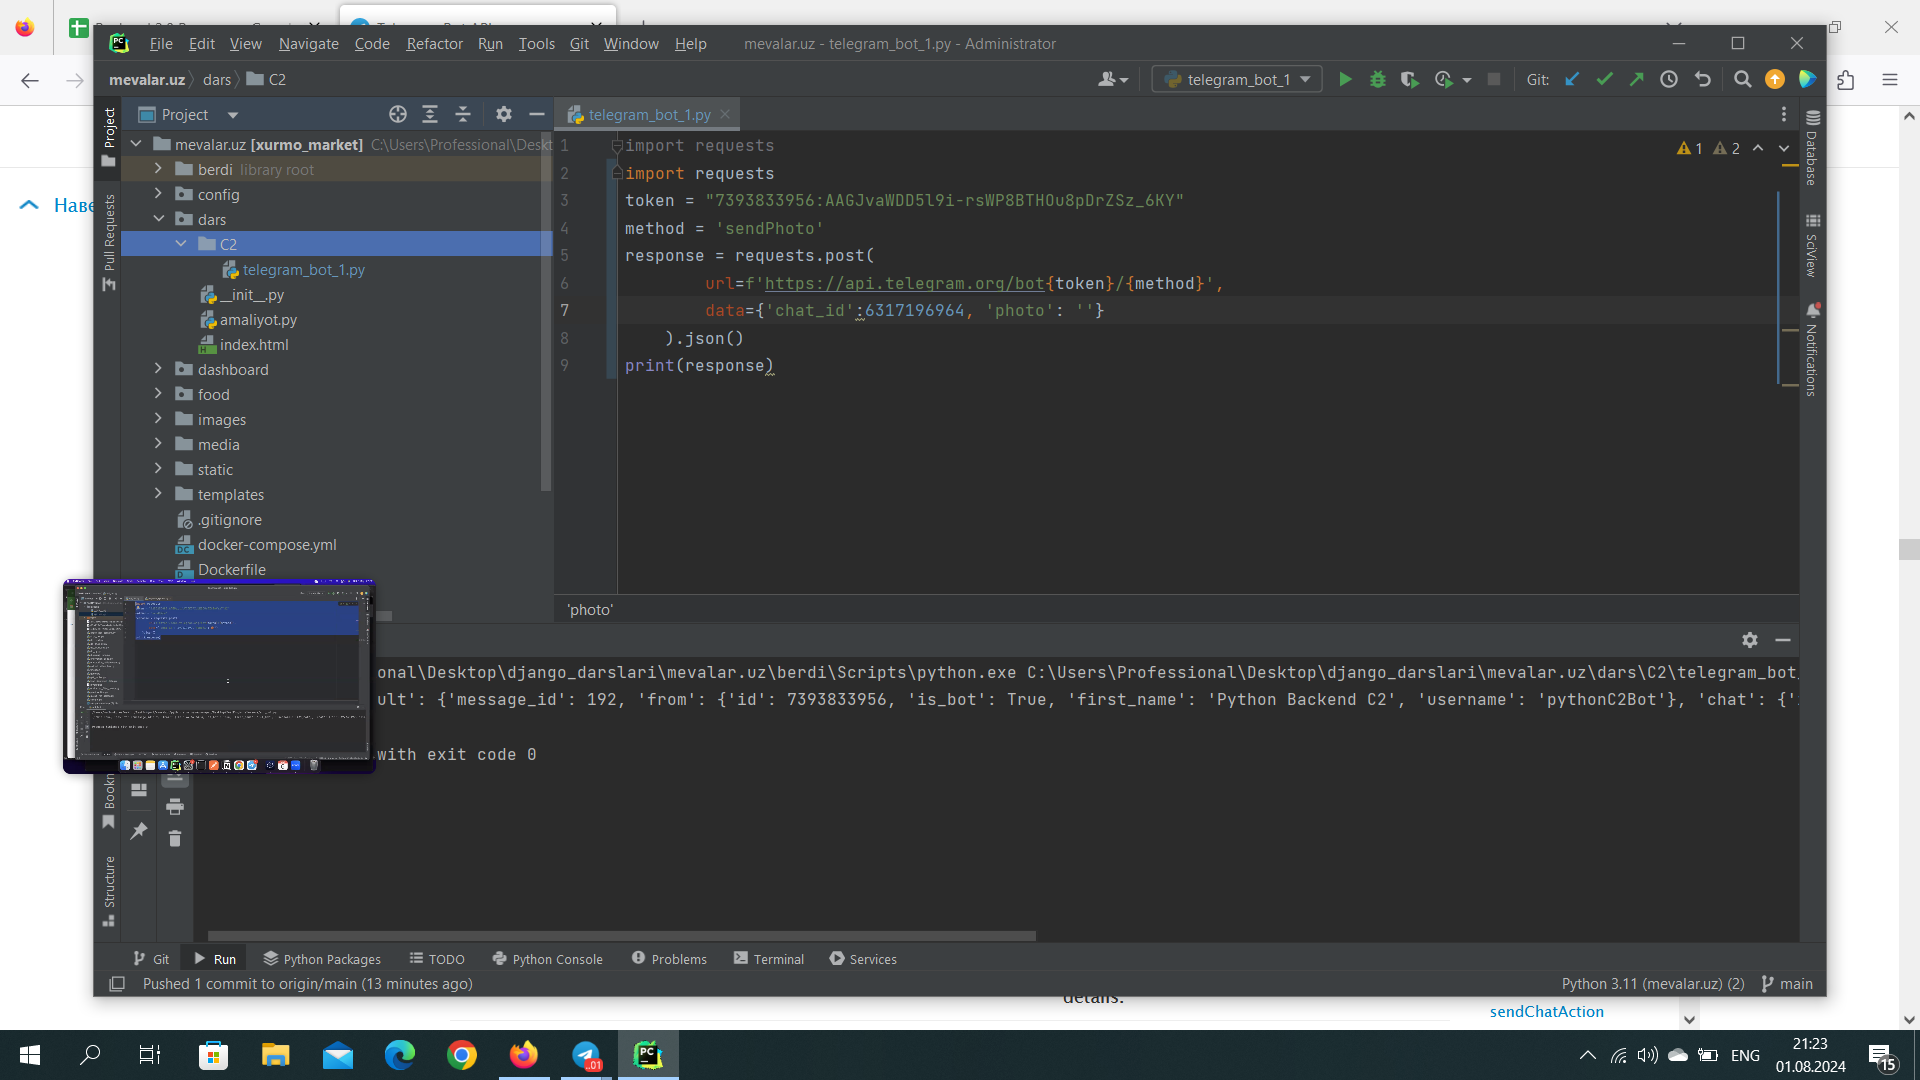 File Edit View Navigate Code Refactor Run Tools Git Window Help mevalar.uz - telegram_bot_1.py - Administrator
mevalar.uz dars C2
telegram_bot_1
Git:
Project
telegram_bot_1.py
Project
Pull Requests
Structure
mevalar.uz [xurmo_market] C:\Users\Professional\Deskt
berdi library root
config
dars
C2
telegram_bot_1.py
__init__.py
amaliyot.py
index.html
dashboard
food
images
media
static
templates
.gitignore
docker-compose.yml
Dockerfile
1 import requests
2 import requests
3 token = "7393833956:AAGJvaWDD5l9i-rsWP8BTHOu8pDrZSz_6KY"
4 method = 'sendPhoto'
5 response = requests.post(
6 url=f'https://api.telegram.org/bot{token}/{method}',
7 data={'chat_id':6317196964, 'photo': ''}
8 ).json()
9 print(response)
1 2
Database
SciView
Notifications
'photo'
onal\Desktop\django_darslari\mevalar.uz\berdi\Scripts\python.exe C:\Users\Professional\Desktop\django_darslari\mevalar.uz\dars\C2\telegram_bot_
ult': {'message_id': 192, 'from': {'id': 7393833956, 'is_bot': True, 'first_name': 'Python Backend C2', 'username': 'pythonC2Bot'}, 'chat': {'
with exit code 0
Git Run Python Packages TODO Python Console Problems Terminal Services
Pushed 1 commit to origin/main (13 minutes ago)
Python 3.11 (mevalar.uz) (2) main
Наве
details.
sendChatAction
ENG
21:23
01.08.2024
15